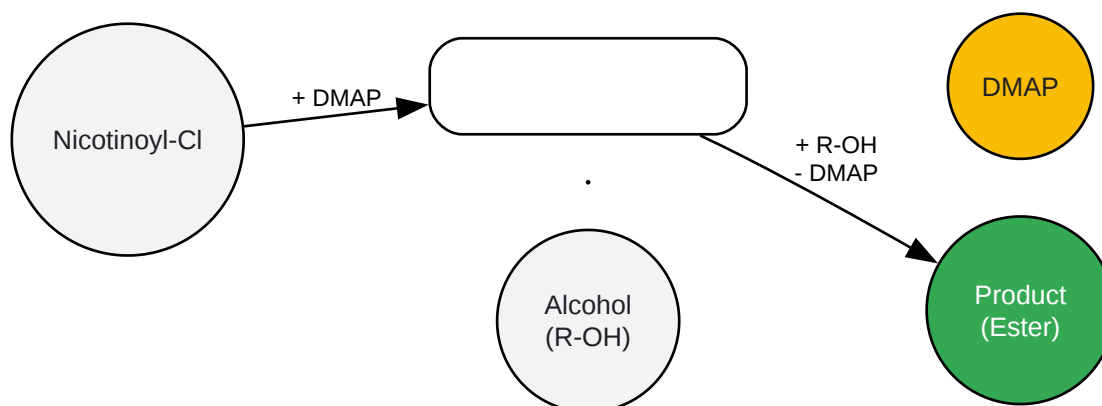 Nicotinoyl-Cl
+ DMAP
DMAP
+ R-OH
- DMAP
.
Alcohol
(R-OH)
Product
(Ester)